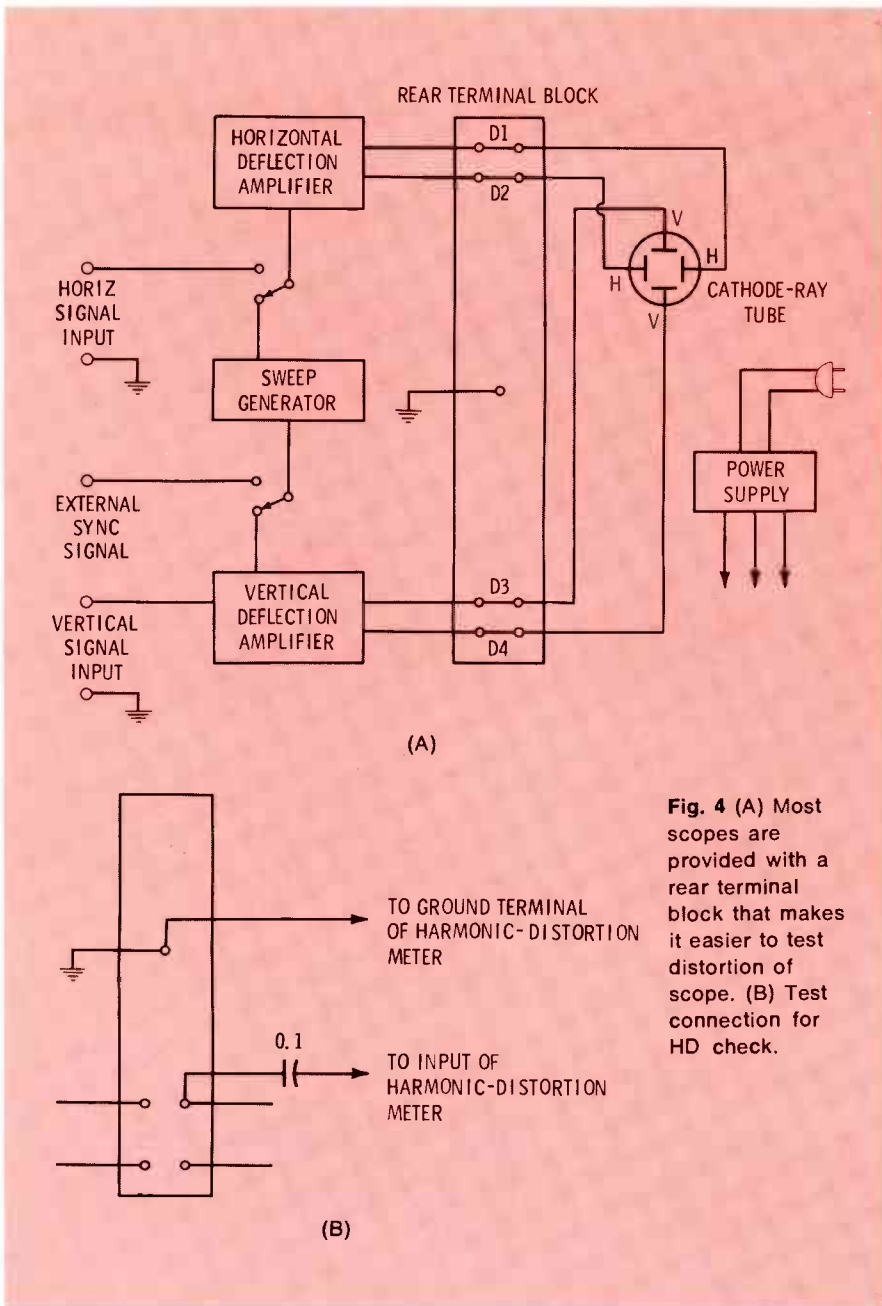 REAR TERMINAL BLOCK
HORIZONTAL
DEFLECTION
AMPLIFIER
D1
D2
V
H
H
V
CATHODE-RAY
TUBE
HORIZ
SIGNAL
INPUT
SWEEP
GENERATOR
POWER
SUPPLY
EXTERNAL
SYNC
SIGNAL
VERTICAL
SIGNAL
INPUT
VERTICAL
DEFLECTION
AMPLIFIER
D3
D4
(A)
TO GROUND TERMINAL
OF HARMONIC-DISTORTION
METER
0.1
TO INPUT OF
HARMONIC-DISTORTION
METER
(B)
Fig. 4 (A) Most
scopes are
provided with a
rear terminal
block that makes
it easier to test
distortion of
scope. (B) Test
connection for
HD check.